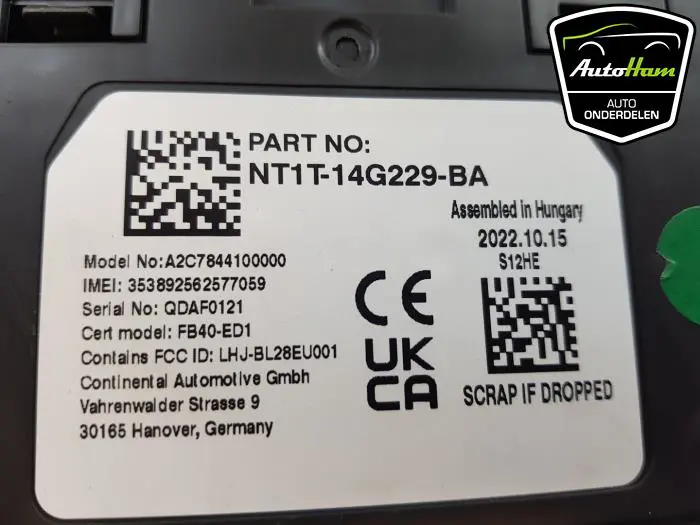 AutoHam
AUTO
ONDERDELEN
PART NO:
NT1T-14G229-BA
Assembled in Hungary
2022.10.15
S12HE
Model No:A2C7844100000
IMEI: 353892562577059
Serial No: QDAF0121
Cert model: FB40-ED1
Contains FCC ID: LHJ-BL28EU001
Continental Automotive Gmbh
Vahrenwalder Strasse 9
30165 Hanover, Germany
CE
UK
CA
SCRAP IF DROPPED